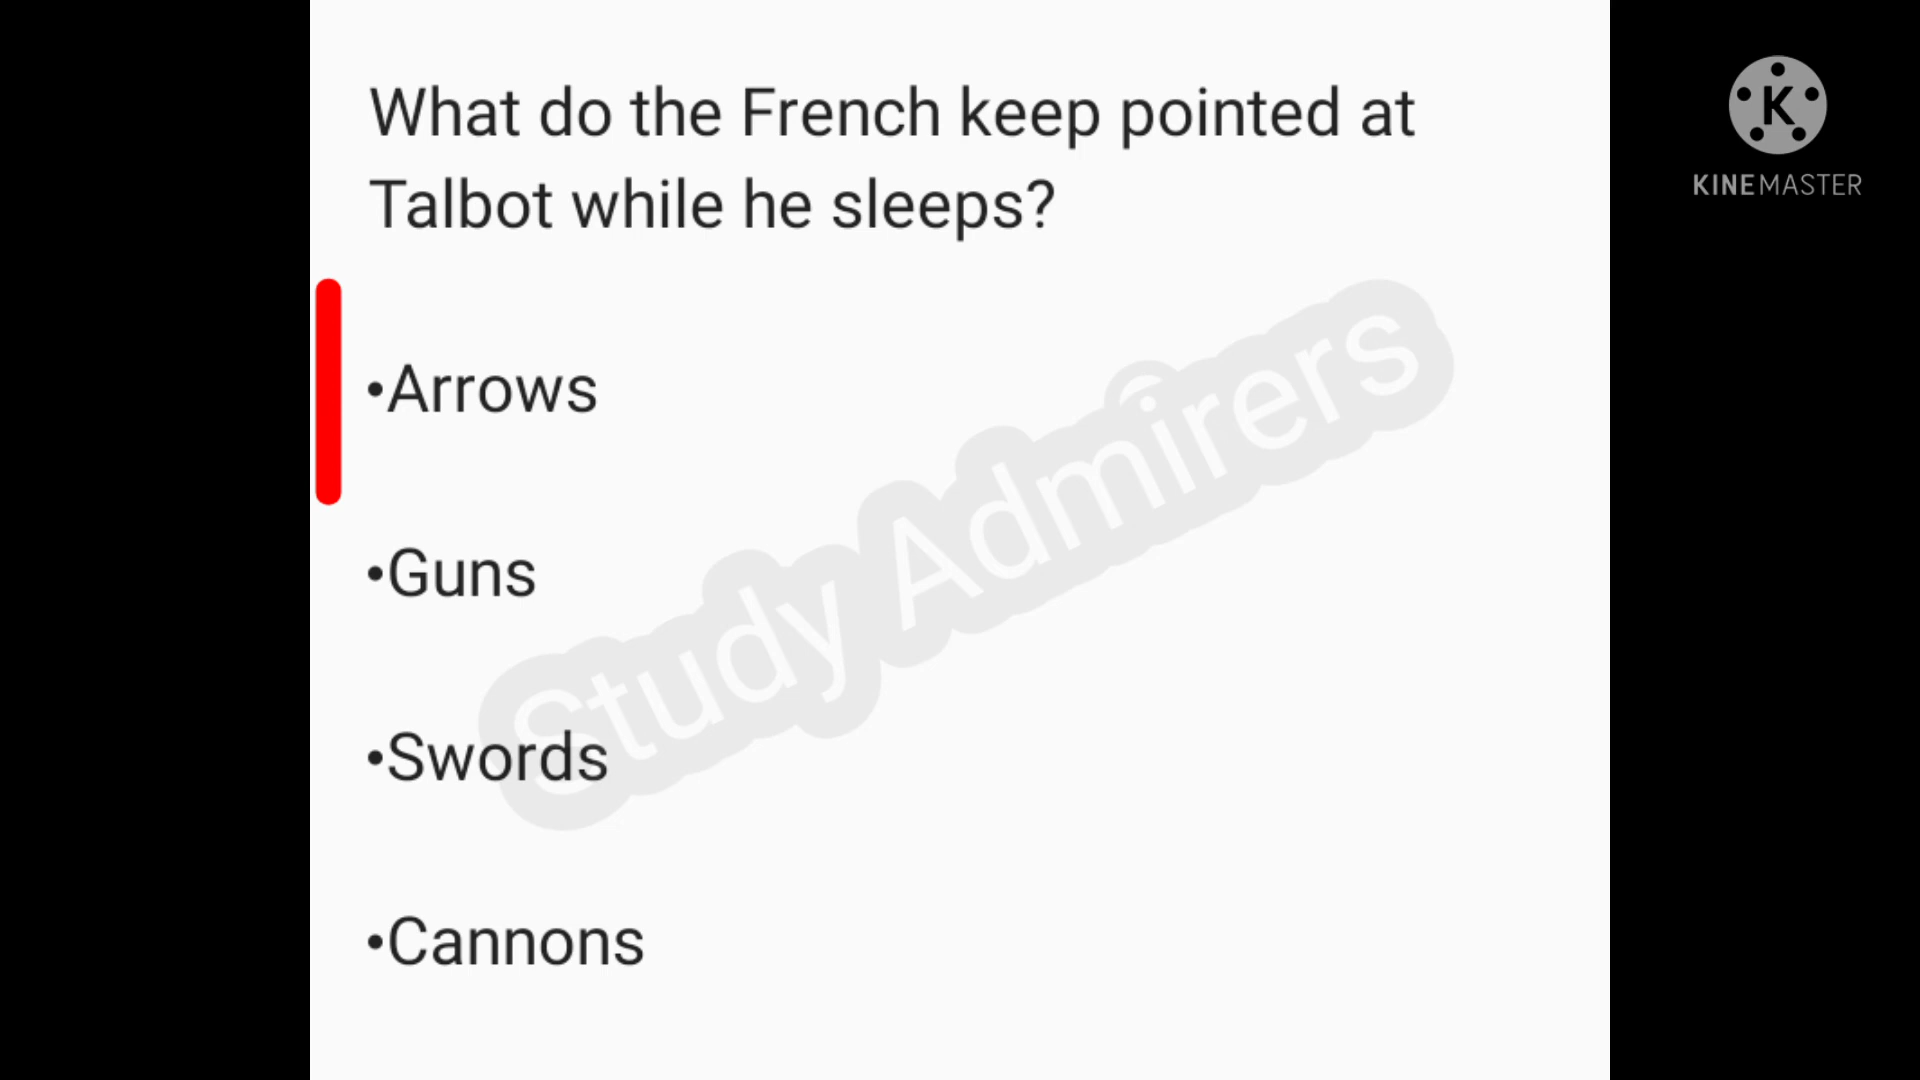 What do the French keep pointed at
Talbot while he sleeps?
•Arrows
•Guns
•Swords
•Cannons
Study Admirers
K
KINEMASTER